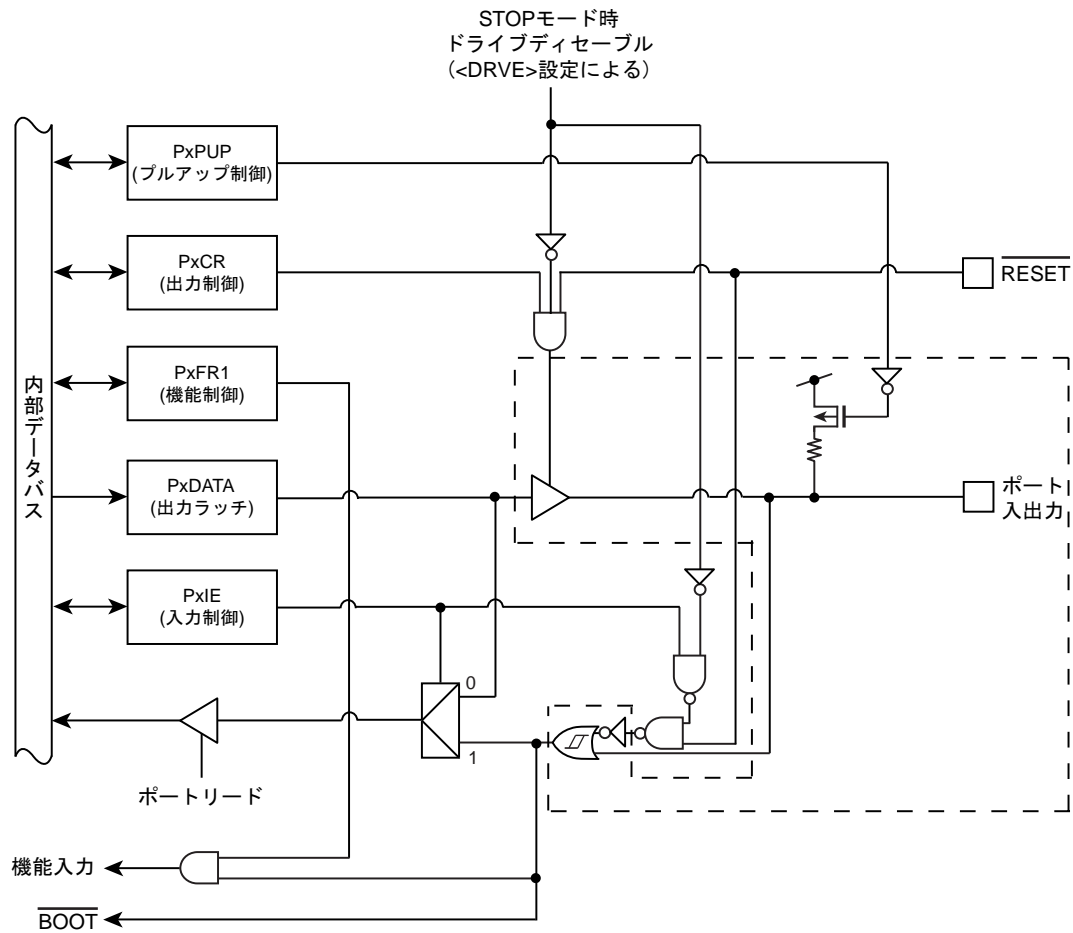 STOPモード時
ドライブディセーブル
(<DRVE>設定による)
PxPUP
(プルアップ制御)
PxCR
(出力制御)
RESET
PxFR1
(機能制御)
内部データバス
PxDATA
(出力ラッチ)
ポート
入出力
PxIE
(入力制御)
0
1
ポートリード
機能入力
BOOT